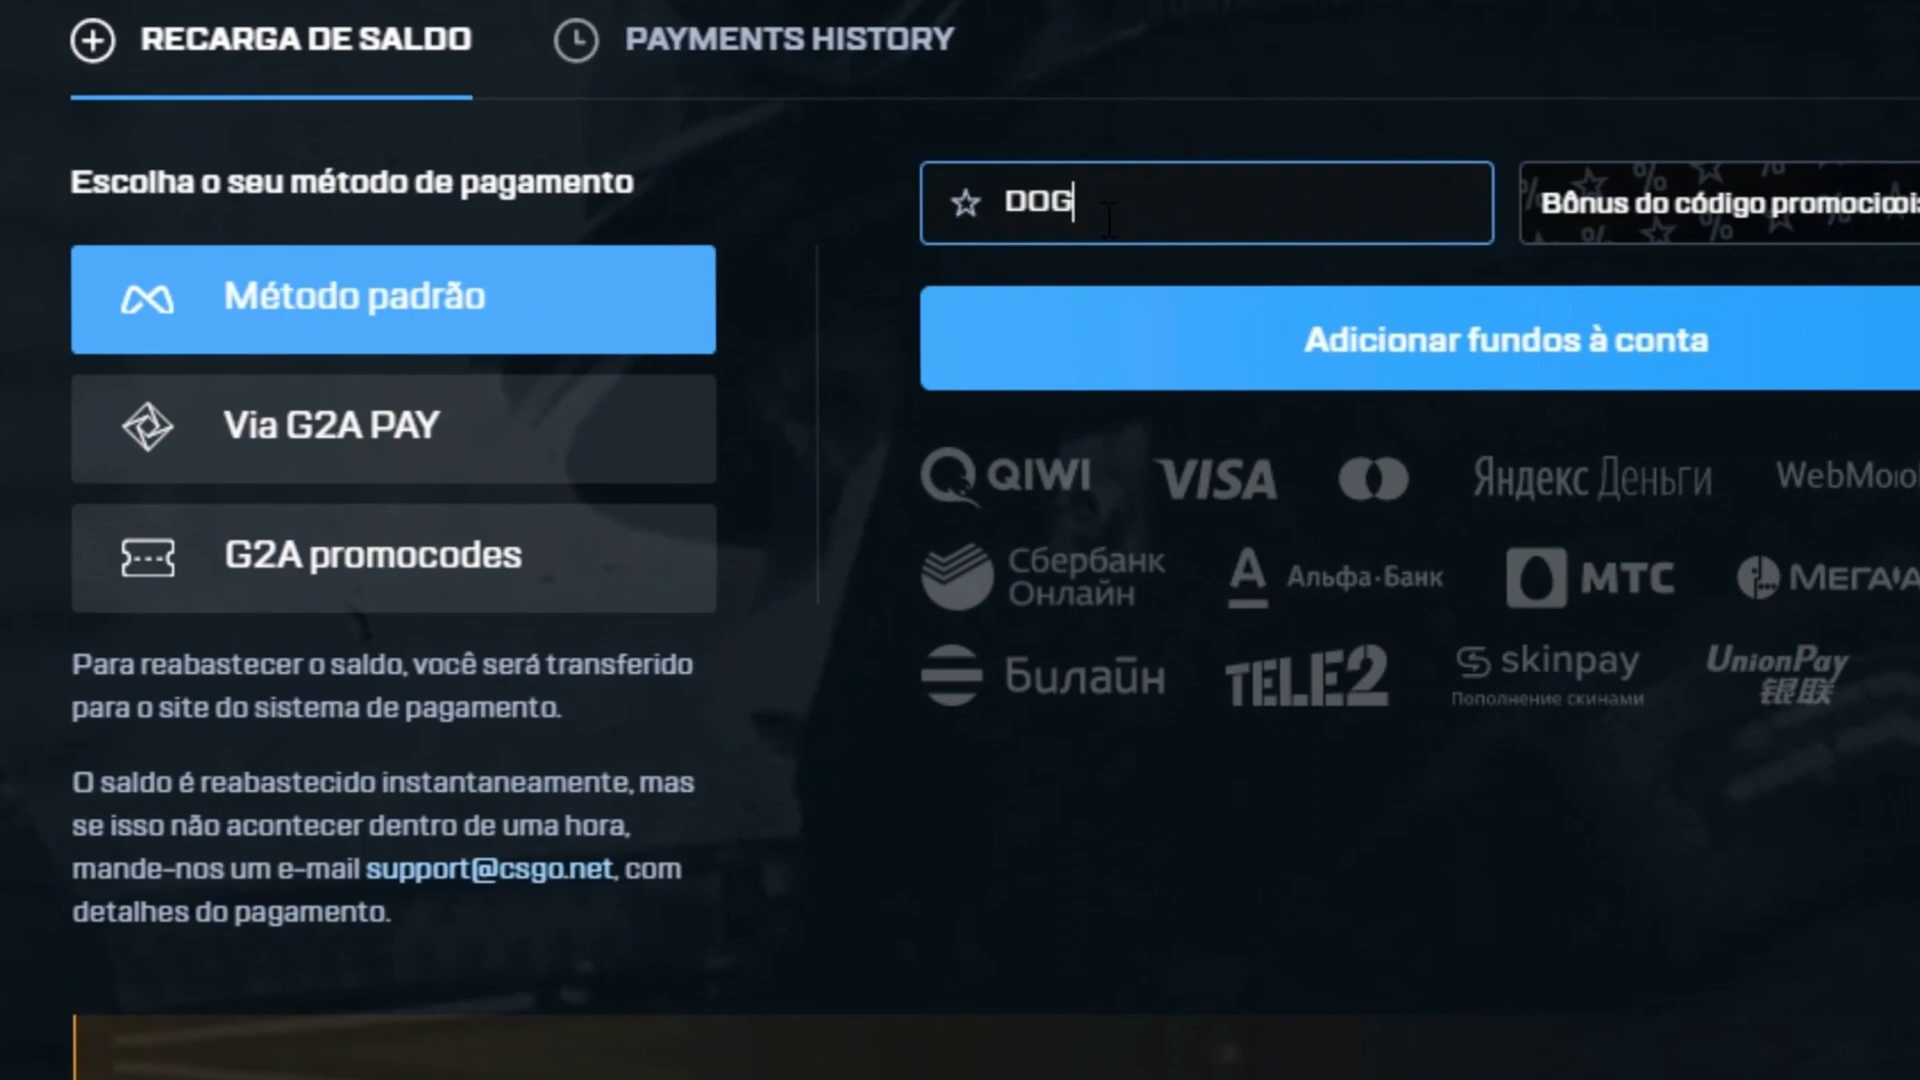 RECARGA DE SALDO
PAYMENTS HISTORY
Escolha o seu método de pagamento
DOG
Bônus do código
Método padrão
Adicionar fundos à conta
Via G2A PAY
QIWI
VISA
Яндекс Деньги
G2A promocodes
Сбербанк
Онлайн
Альфа·Банк
МТС
Билайн
TELE2
skinpay
Пополнение скинами
UnionPay
银联
Para reabastecer o saldo, você será transferido
para o site do sistema de pagamento.
O saldo é reabastecido instantaneamente, mas
se isso não acontecer dentro de uma hora,
mande-nos um e-mail support@csgo.net, com
detalhes do pagamento.